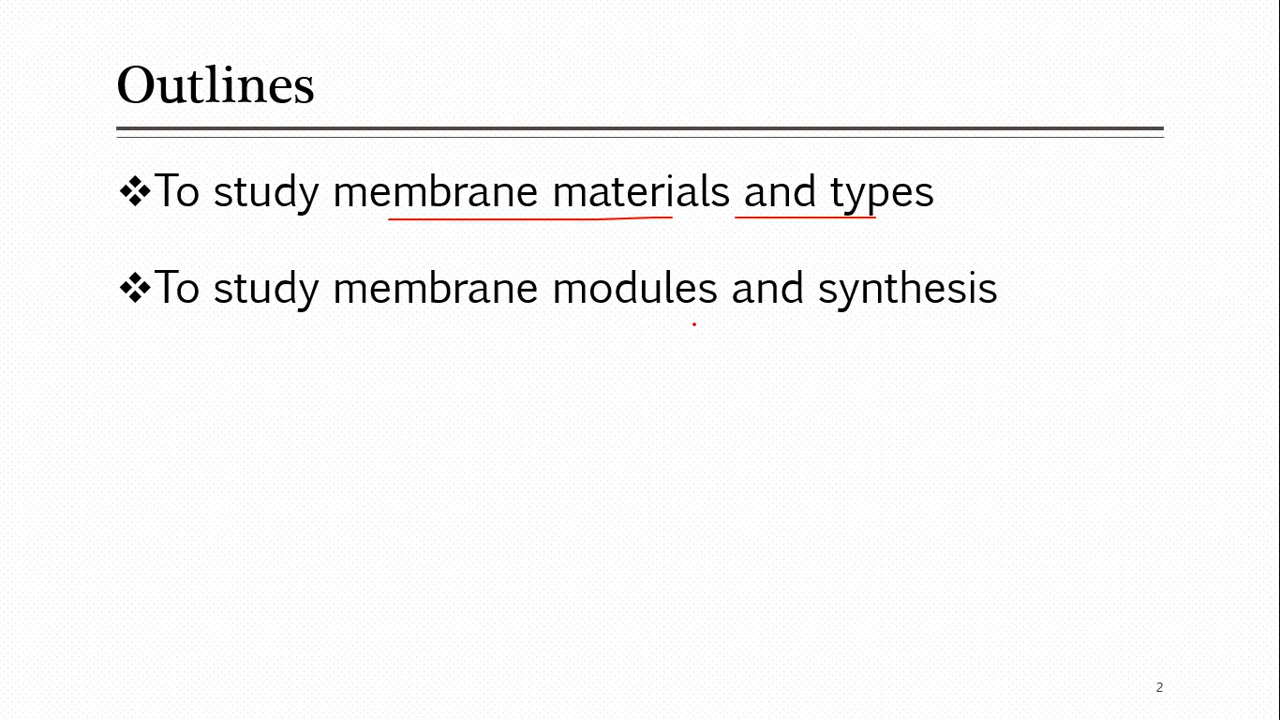 Outlines
❖To study membrane materials and types
❖To study membrane modules and synthesis
2